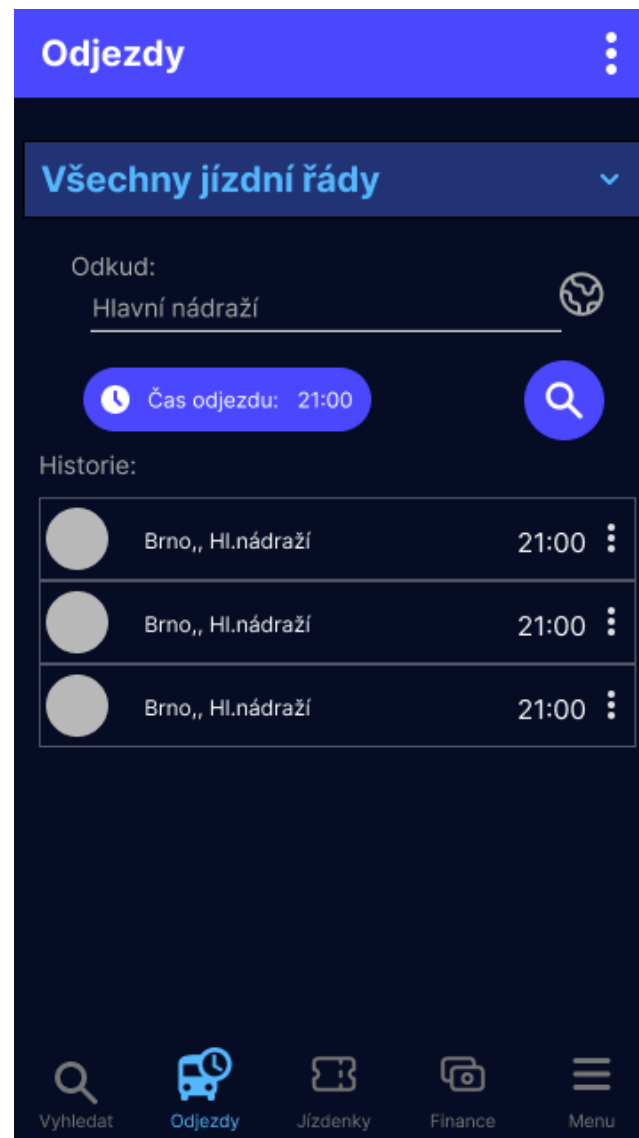 Odjezdy
Všechny jízdní řády
Odkud:
Hlavní nádraží
Čas odjezdu: 21:00
Historie:
Brno,, Hl.nádraží 21:00
Brno,, Hl.nádraží 21:00
Brno,, Hl.nádraží 21:00
Vyhledat Odjezdy Jízdenky Finance Menu